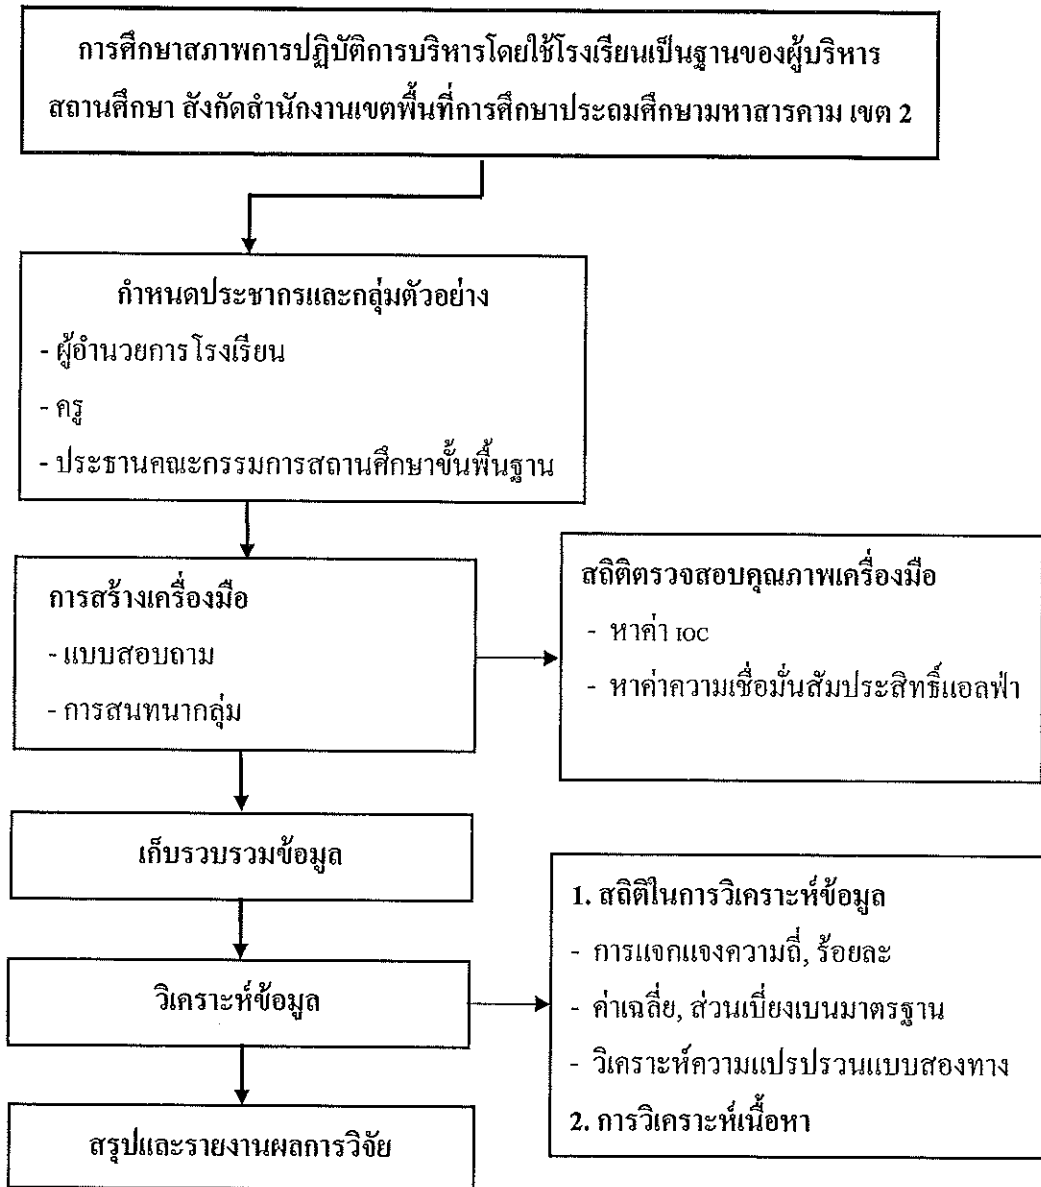 การศึกษาสภาพการปฏิบัติการบริหารโดยใช้โรงเรียนเป็นฐานของผู้บริหาร
สถานศึกษา สังกัดสำนักงานเขตพื้นที่การศึกษาประถมศึกษามหาสารคาม เขต 2
กำหนดประชากรและกลุ่มตัวอย่าง
- ผู้อำนวยการโรงเรียน
- ครู
- ประธานคณะกรรมการสถานศึกษาขั้นพื้นฐาน
การสร้างเครื่องมือ
- แบบสอบถาม
- การสนทนากลุ่ม
สถิติตรวจสอบคุณภาพเครื่องมือ
- หาค่า IOC
- หาค่าความเชื่อมั่นสัมประสิทธิ์แอลฟ่า
เก็บรวบรวมข้อมูล
วิเคราะห์ข้อมูล
1. สถิติในการวิเคราะห์ข้อมูล
- การแจกแจงความถี่, ร้อยละ
- ค่าเฉลี่ย, ส่วนเบี่ยงเบนมาตรฐาน
- วิเคราะห์ความแปรปรวนแบบสองทาง
2. การวิเคราะห์เนื้อหา
สรุปและรายงานผลการวิจัย